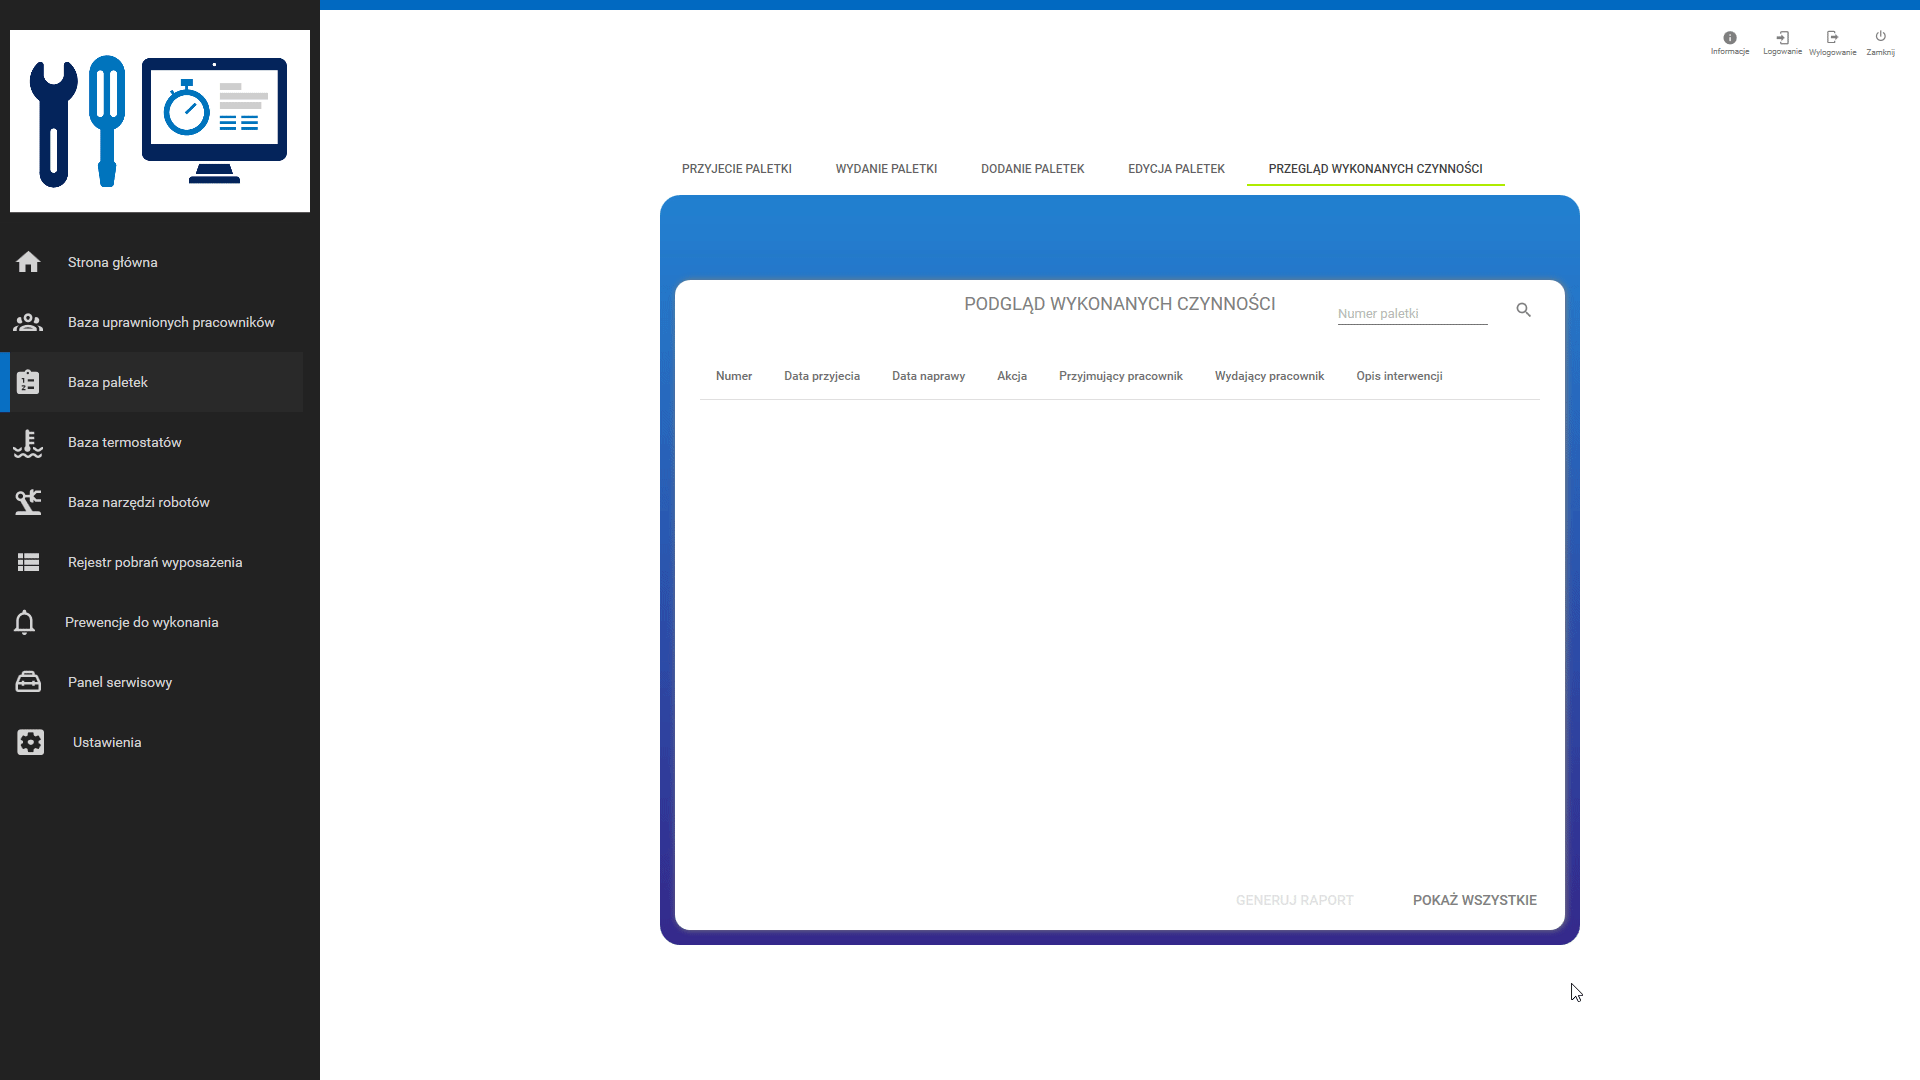 Informacje Logowanie Wylogowanie Zamknij
PRZYJECIE PALETKI WYDANIE PALETKI DODANIE PALETEK EDYCJA PALETEK PRZEGLĄD WYKONANYCH CZYNNOŚCI
Strona główna
Baza uprawnionych pracowników
Baza paletek
Baza termostatów
Baza narzędzi robotów
Rejestr pobrań wyposażenia
Prewencje do wykonania
Panel serwisowy
Ustawienia
PODGLĄD WYKONANYCH CZYNNOŚCI
Numer paletki
Numer Data przyjecia Data naprawy Akcja Przyjmujący pracownik Wydający pracownik Opis interwencji
GENERUJ RAPORT POKAŻ WSZYSTKIE